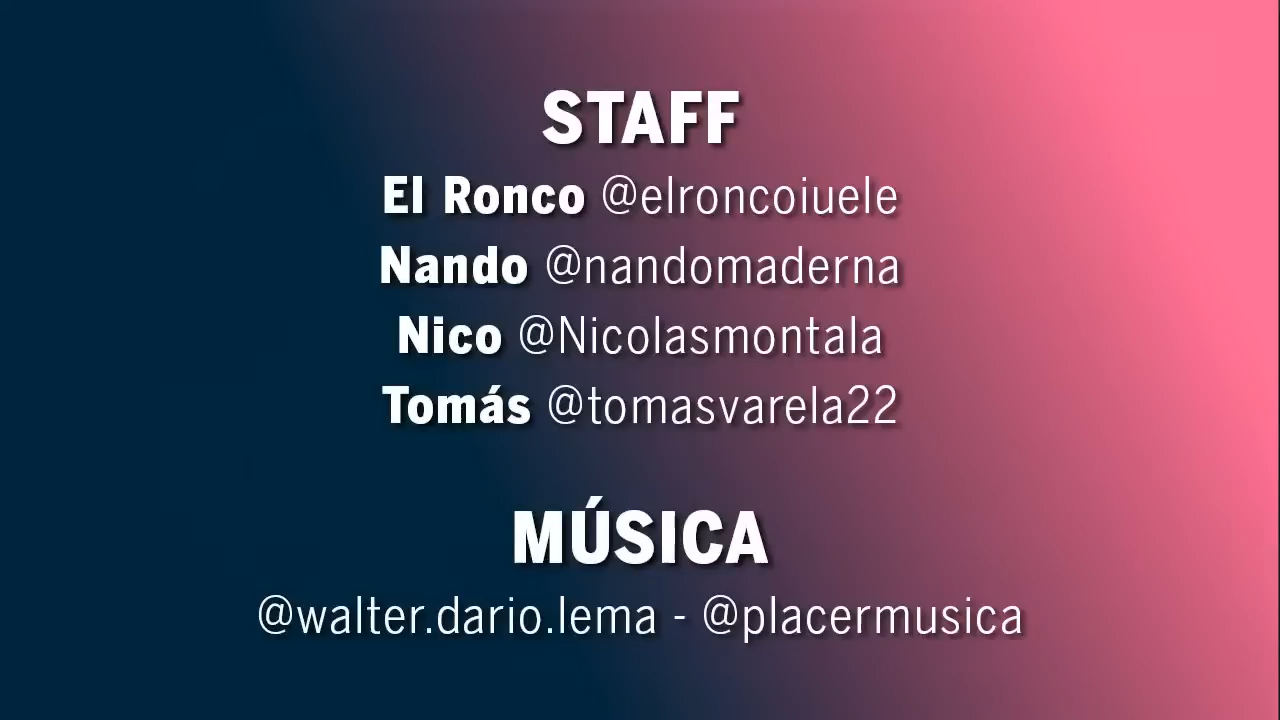 STAFF
El Ronco @elroncoiuele
Nando @nandomaderna
Nico @Nicolasmontala
Tomás @tomasvarela22
MÚSICA
@walter.dario.lema - @placermusica